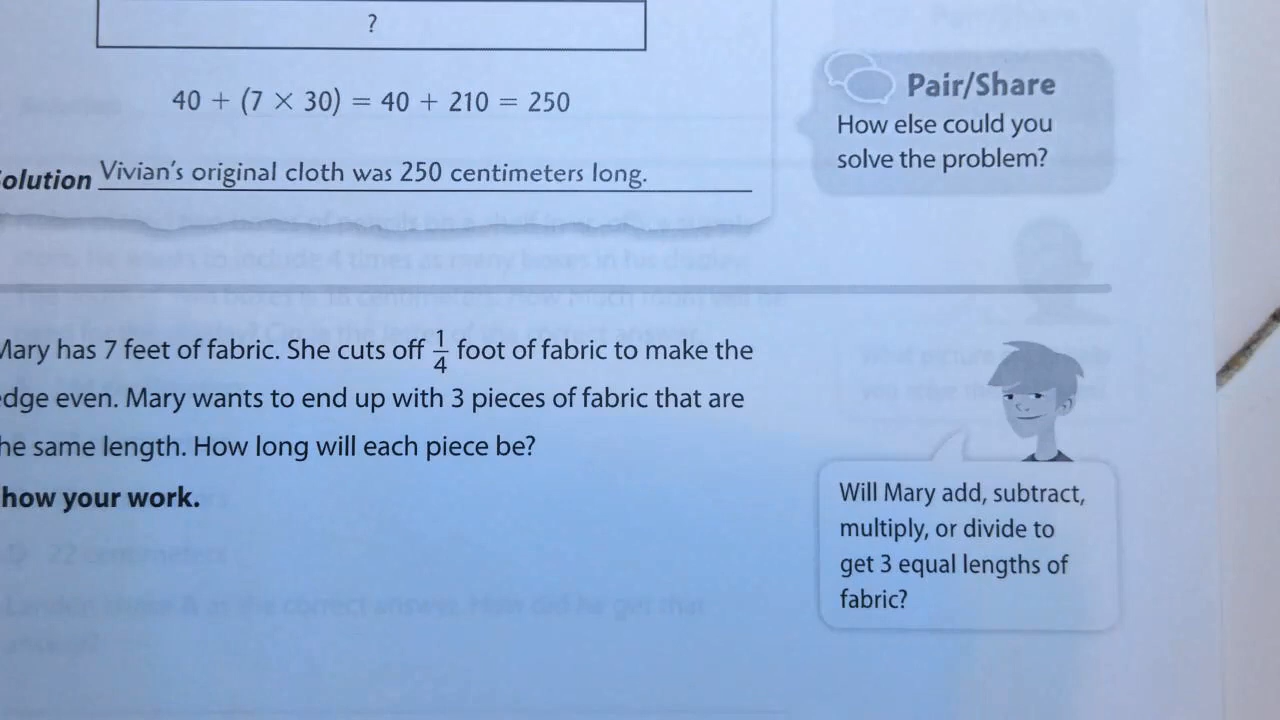 ?
40 + (7 × 30) = 40 + 210 = 250
olution Vivian's original cloth was 250 centimeters long.
Pair/Share
How else could you
solve the problem?
Mary has 7 feet of fabric. She cuts off 1/4 foot of fabric to make the
dge even. Mary wants to end up with 3 pieces of fabric that are
he same length. How long will each piece be?
how your work.
Will Mary add, subtract,
multiply, or divide to
get 3 equal lengths of
fabric?